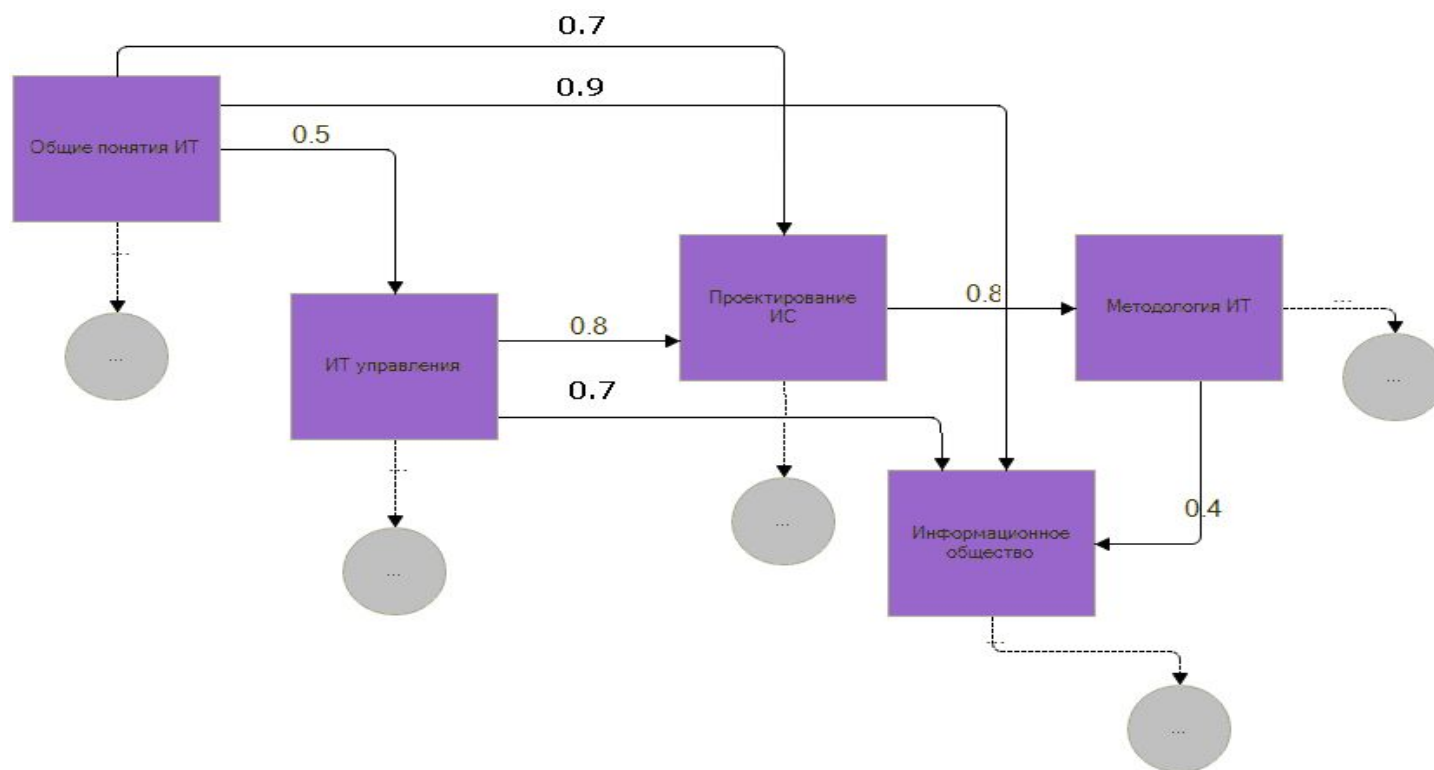 0.7
0.9
Общие понятия ИТ
0.5
...
Проектирование
ИС
0.8
Методология ИТ
...
0.8
ИТ управления
...
0.7
...
0.4
Информационное
общество
...
...
...
...
...
...